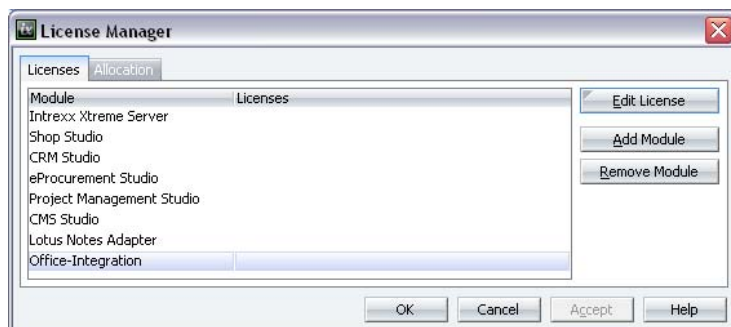 License Manager
Licenses Allocation
Module Licenses
Intrexx Xtreme Server
Shop Studio
CRM Studio
eProcurement Studio
Project Management Studio
CMS Studio
Lotus Notes Adapter
Office-Integration
Edit License
Add Module
Remove Module
OK Cancel Accept Help